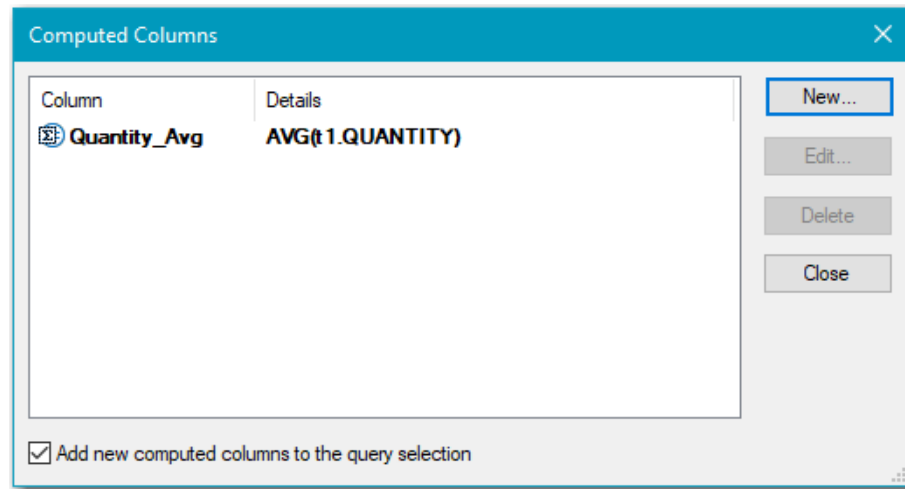 Computed Columns
Column Details
Quantity_Avg AVG(t1.QUANTITY)
New...
Edit...
Delete
Close
Add new computed columns to the query selection